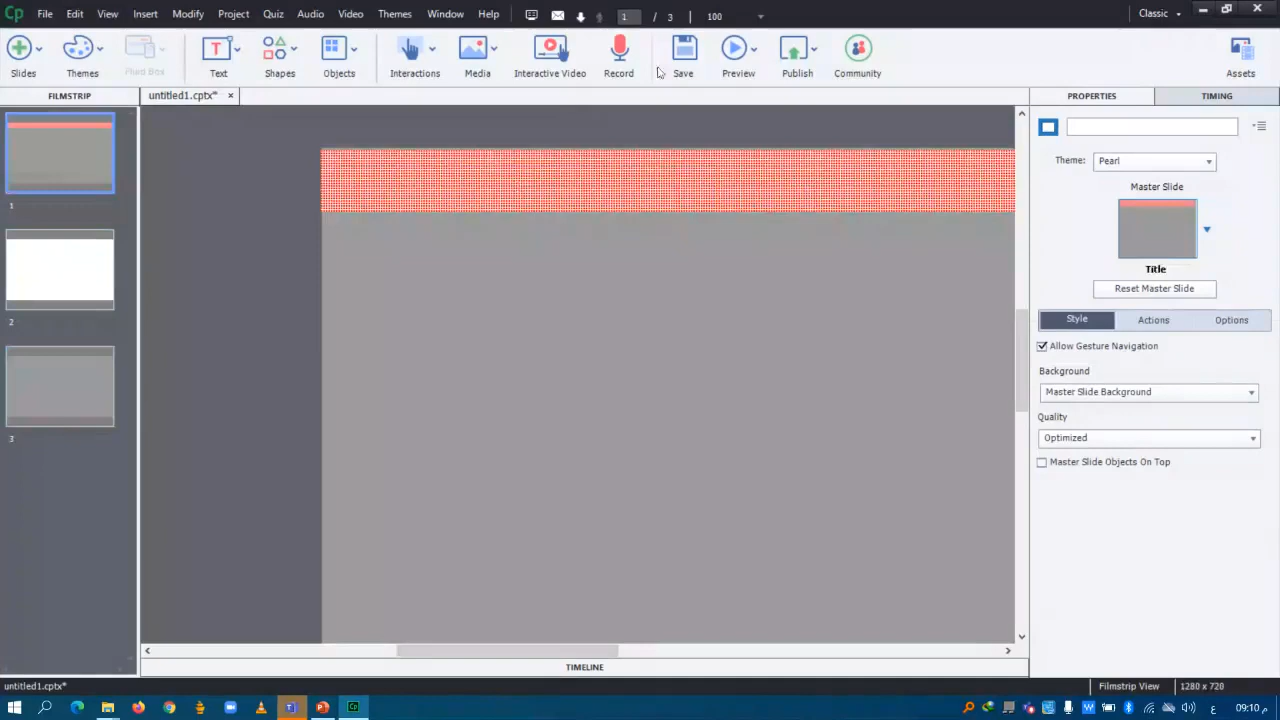 Cp File Edit View Insert Modify Project Quiz Audio Video Themes Window Help 1 / 3 100 Classic
Slides Themes Fluid Box Text Shapes Objects Interactions Media Interactive Video Record Save Preview Publish Community Assets
FILMSTRIP untitled1.cptx* × PROPERTIES TIMING
Theme: Pearl
Master Slide
1
Title
Reset Master Slide
Style Actions Options
2
Allow Gesture Navigation
Background
Master Slide Background
Quality
Optimized
3
Master Slide Objects On Top
TIMELINE
untitled1.cptx* Filmstrip View 1280 x 720
ع 09:10 م